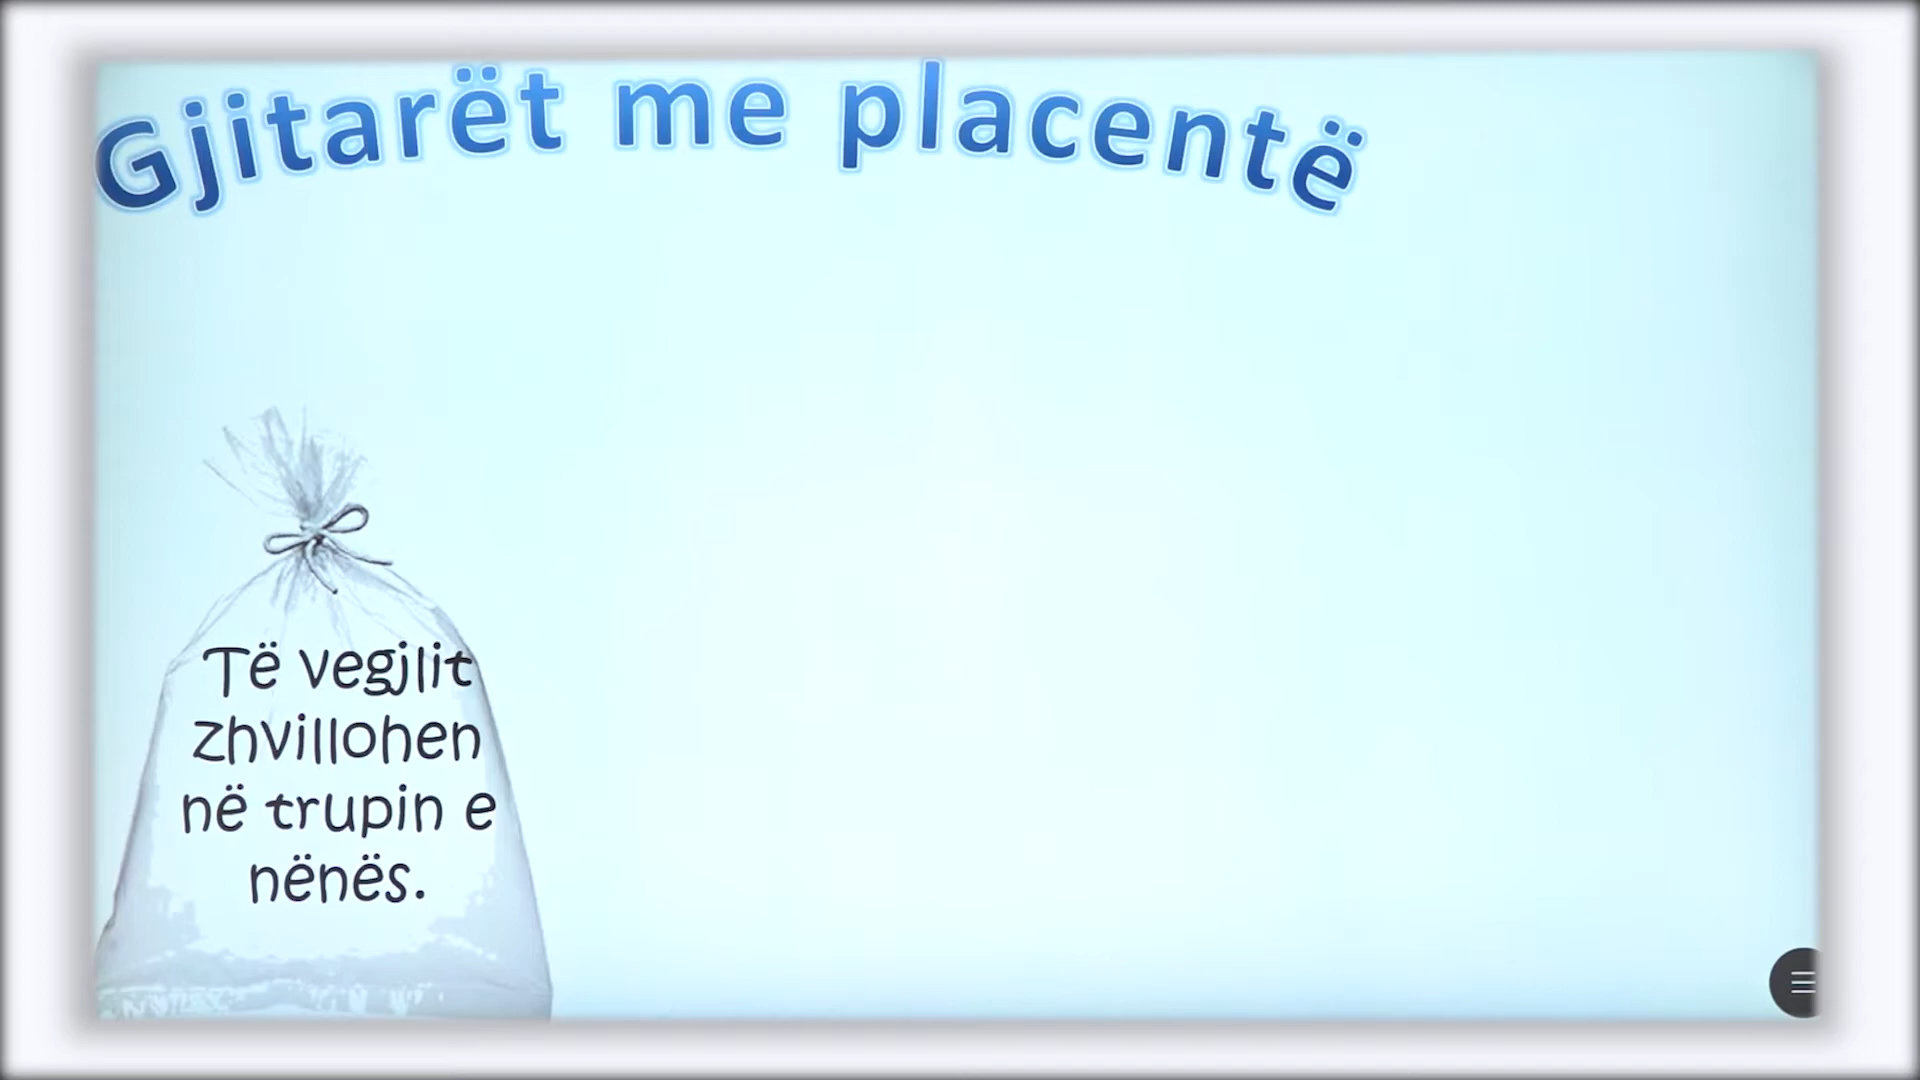 Gjitarët me placentë
Të vegjlit
zhvillohen
në trupin e
nënës.